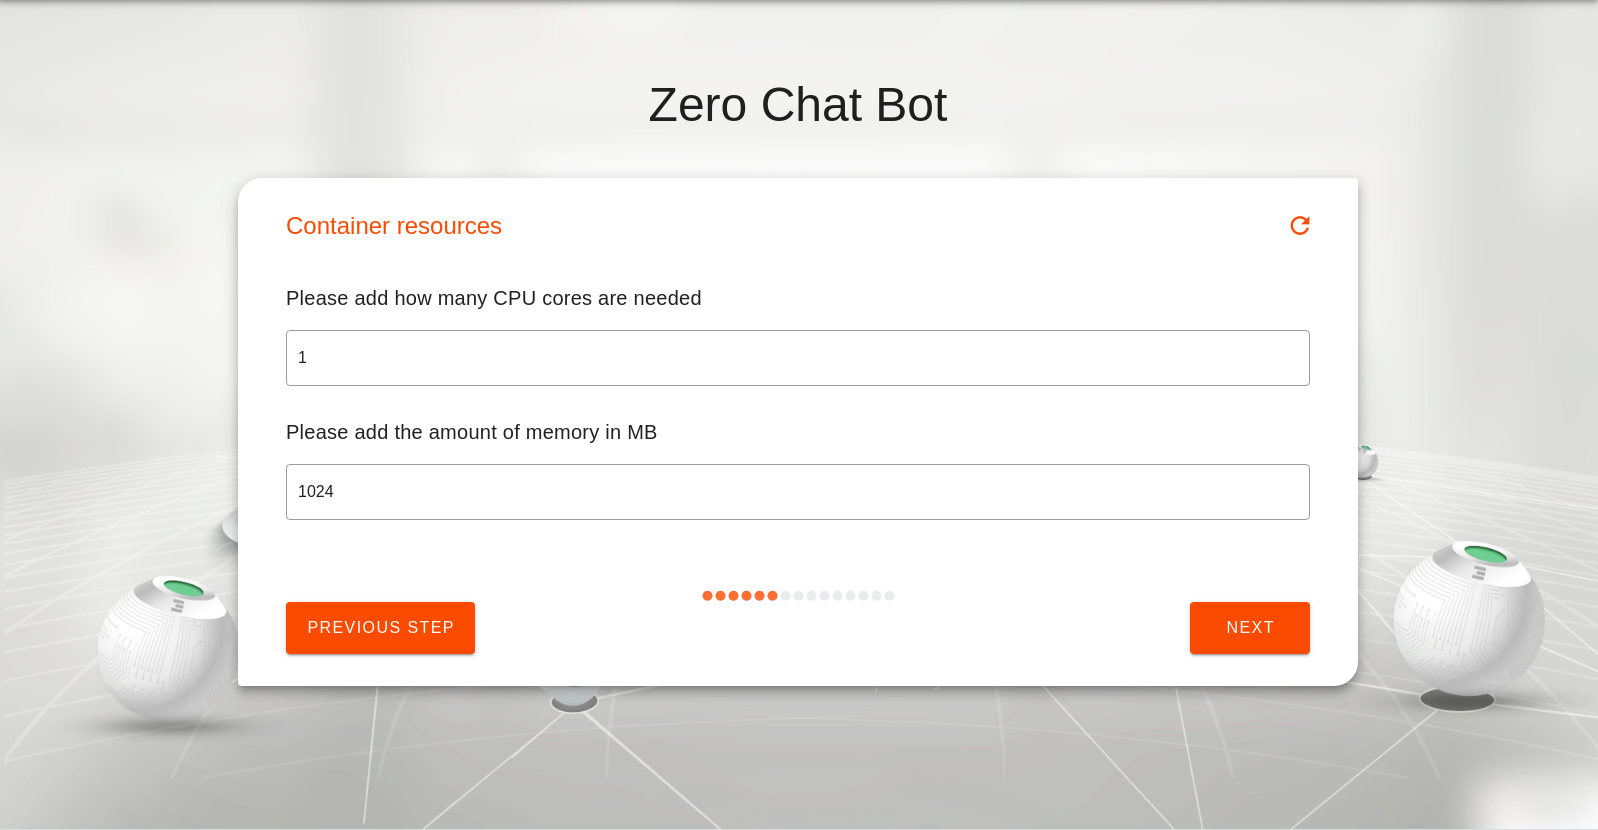 Zero Chat Bot
Container resources
Please add how many CPU cores are needed
1
Please add the amount of memory in MB
1024
PREVIOUS STEP
NEXT